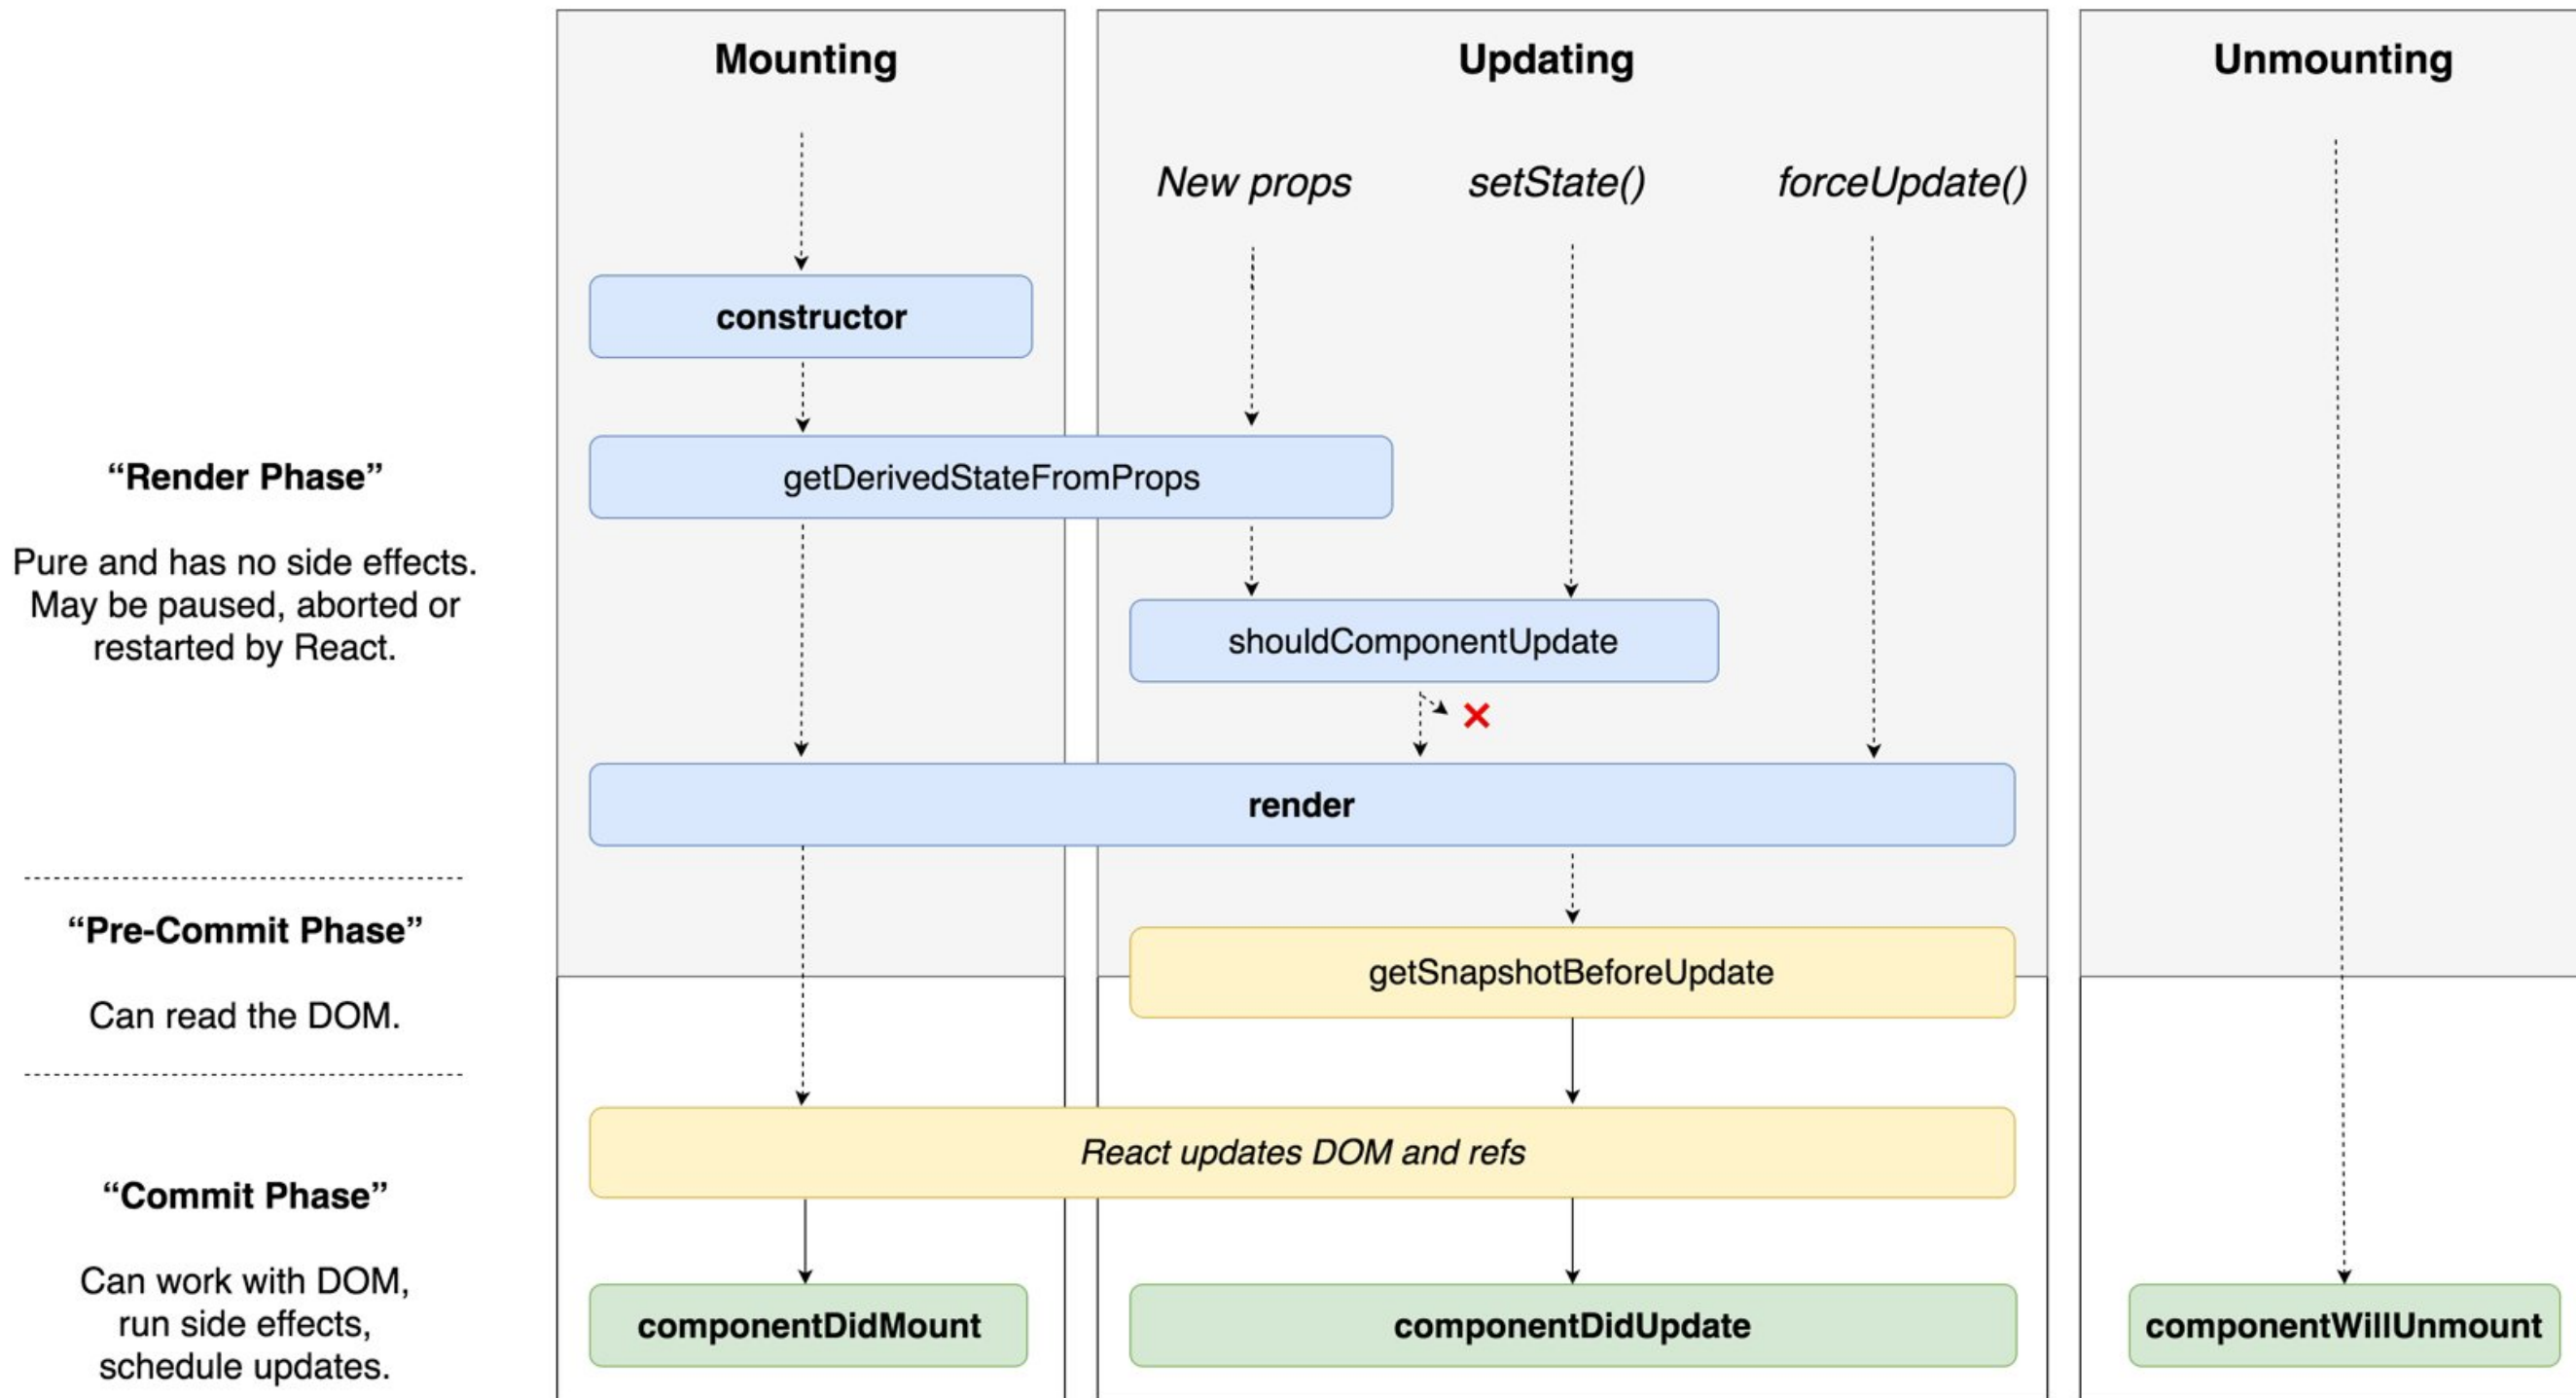 Mounting
Updating
Unmounting
New props
setState()
forceUpdate()
constructor
“Render Phase”
getDerivedStateFromProps
Pure and has no side effects.
May be paused, aborted or
restarted by React.
shouldComponentUpdate
render
“Pre-Commit Phase”
getSnapshotBeforeUpdate
Can read the DOM.
React updates DOM and refs
“Commit Phase”
Can work with DOM,
run side effects,
schedule updates.
componentDidMount
componentDidUpdate
componentWillUnmount